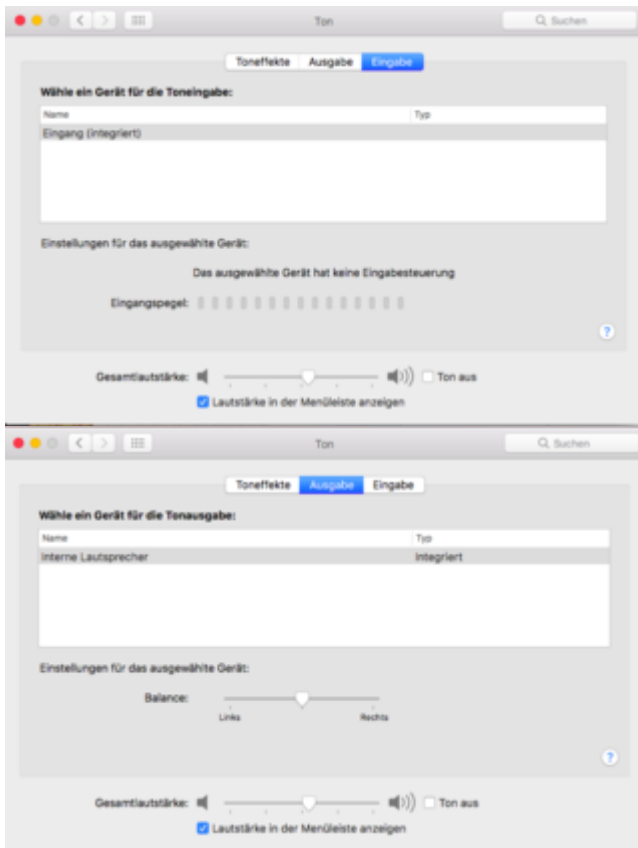 Ton
Suchen
Toneffekte Ausgabe Eingabe
Wähle ein Gerät für die Toneingabe:
Name Typ
Eingang (integriert)
Einstellungen für das ausgewählte Gerät:
Das ausgewählte Gerät hat keine Eingabesteuerung
Eingangspegel:
?
Gesamtlautstärke: Ton aus
Lautstärke in der Menüleiste anzeigen
Ton
Suchen
Toneffekte Ausgabe Eingabe
Wähle ein Gerät für die Tonausgabe:
Name Typ
Interne Lautsprecher Integriert
Einstellungen für das ausgewählte Gerät:
Balance:
Links Rechts
?
Gesamtlautstärke: Ton aus
Lautstärke in der Menüleiste anzeigen